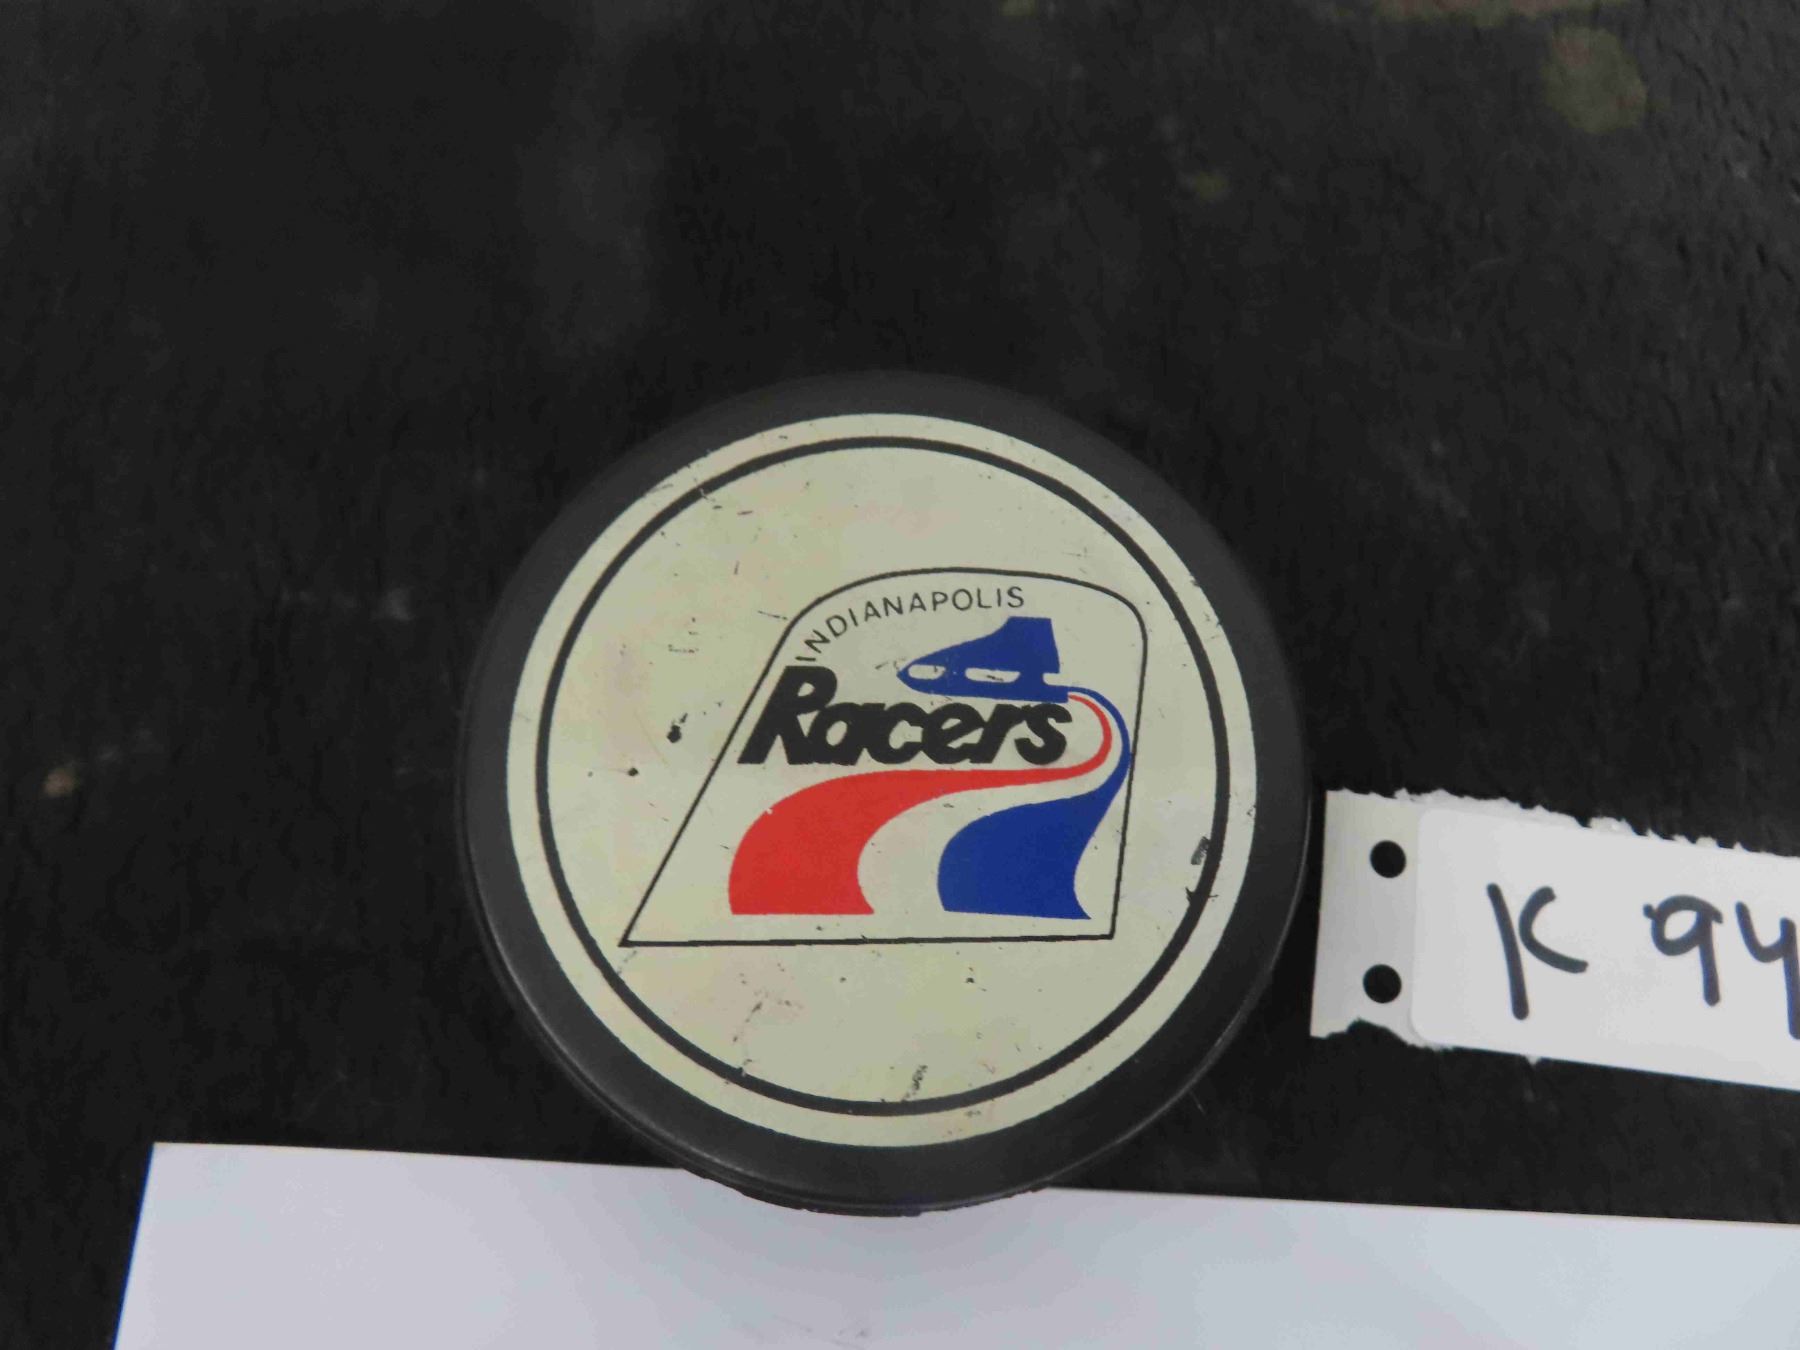 INDIANAPOLIS
Racers
K 94